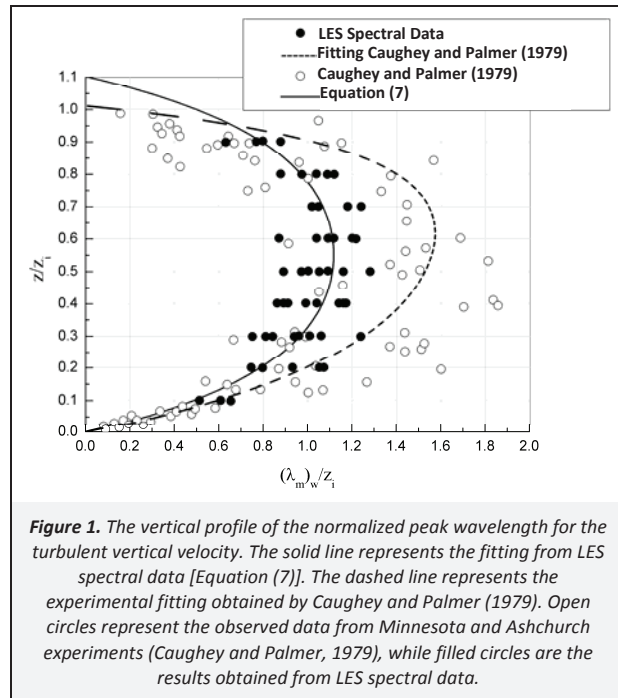 LES Spectral Data
Fitting Caughey and Palmer (1979)
Caughey and Palmer (1979)
Equation (7)
1.1
1.0
0.9
0.8
0.7
0.6
0.5
0.4
0.3
0.2
0.1
0.0
z/zᵢ
0.0 0.2 0.4 0.6 0.8 1.0 1.2 1.4 1.6 1.8 2.0
(λₘ)w/zᵢ
Figure 1. The vertical profile of the normalized peak wavelength for the
turbulent vertical velocity. The solid line represents the fitting from LES
spectral data [Equation (7)]. The dashed line represents the
experimental fitting obtained by Caughey and Palmer (1979). Open
circles represent the observed data from Minnesota and Ashchurch
experiments (Caughey and Palmer, 1979), while filled circles are the
results obtained from LES spectral data.